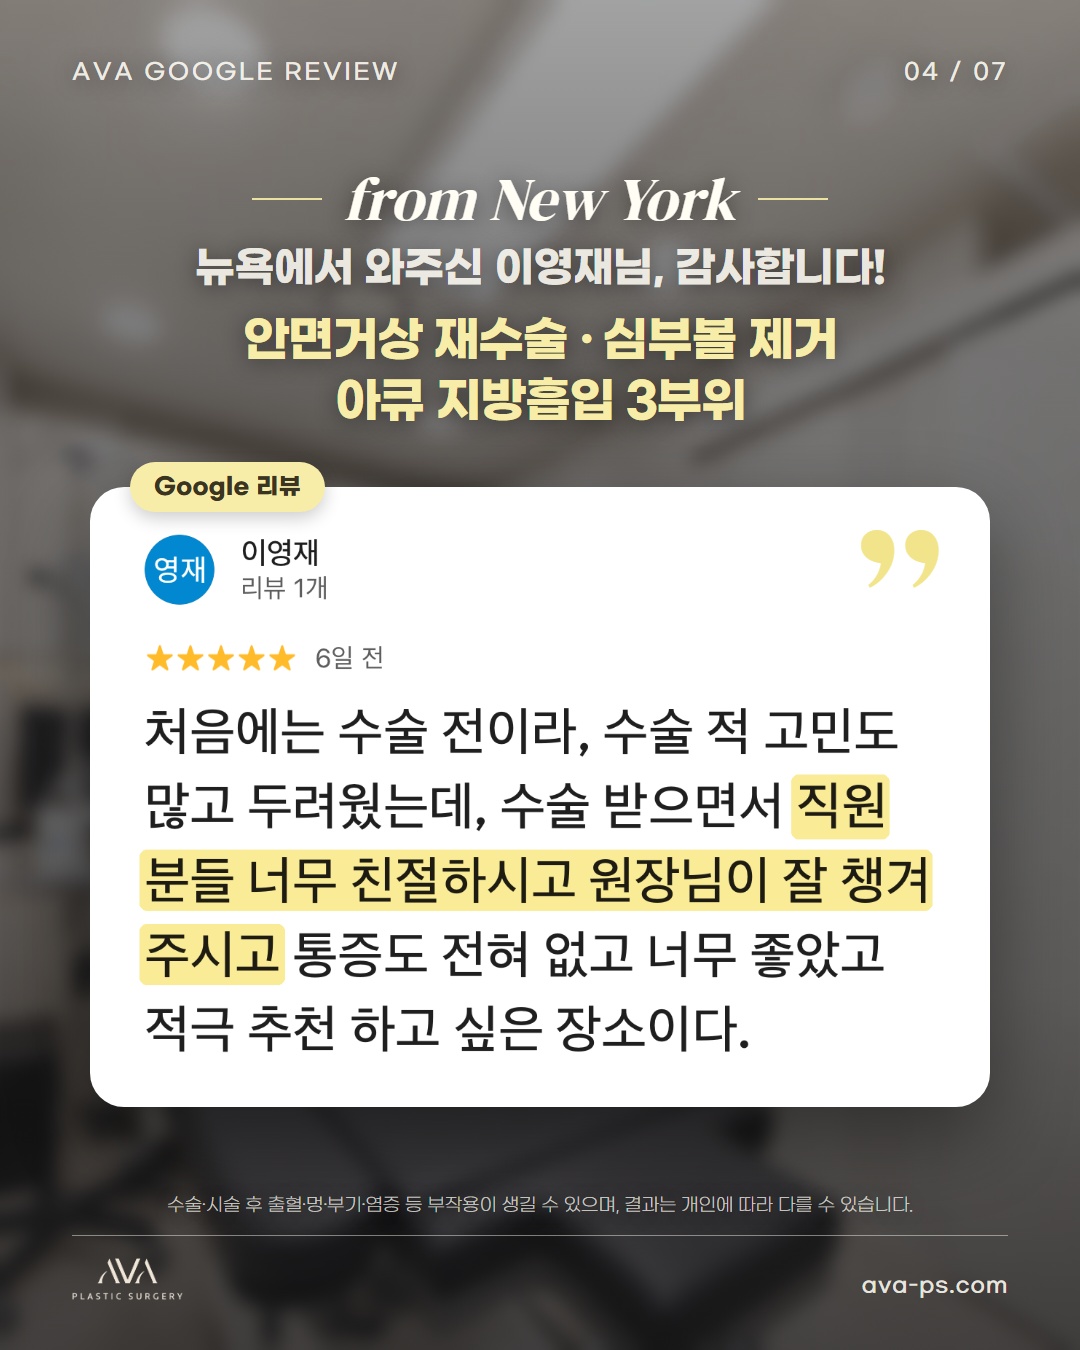 AVA GOOGLE REVIEW
04 / 07
from New York
뉴욕에서 와주신 이영재님, 감사합니다!
안면거상 재수술 · 심부볼 제거
아큐 지방흡입 3부위
Google 리뷰
영재
이영재
리뷰 1개
★★★★★ 6일 전
처음에는 수술 전이라, 수술 적 고민도
많고 두려웠는데, 수술 받으면서 직원
분들 너무 친절하시고 원장님이 잘 챙겨
주시고 통증도 전혀 없고 너무 좋았고
적극 추천 하고 싶은 장소이다.
수술·시술 후 출혈·멍·부기·염증 등 부작용이 생길 수 있으며, 결과는 개인에 따라 다를 수 있습니다.
AVA
PLASTIC SURGERY
ava-ps.com